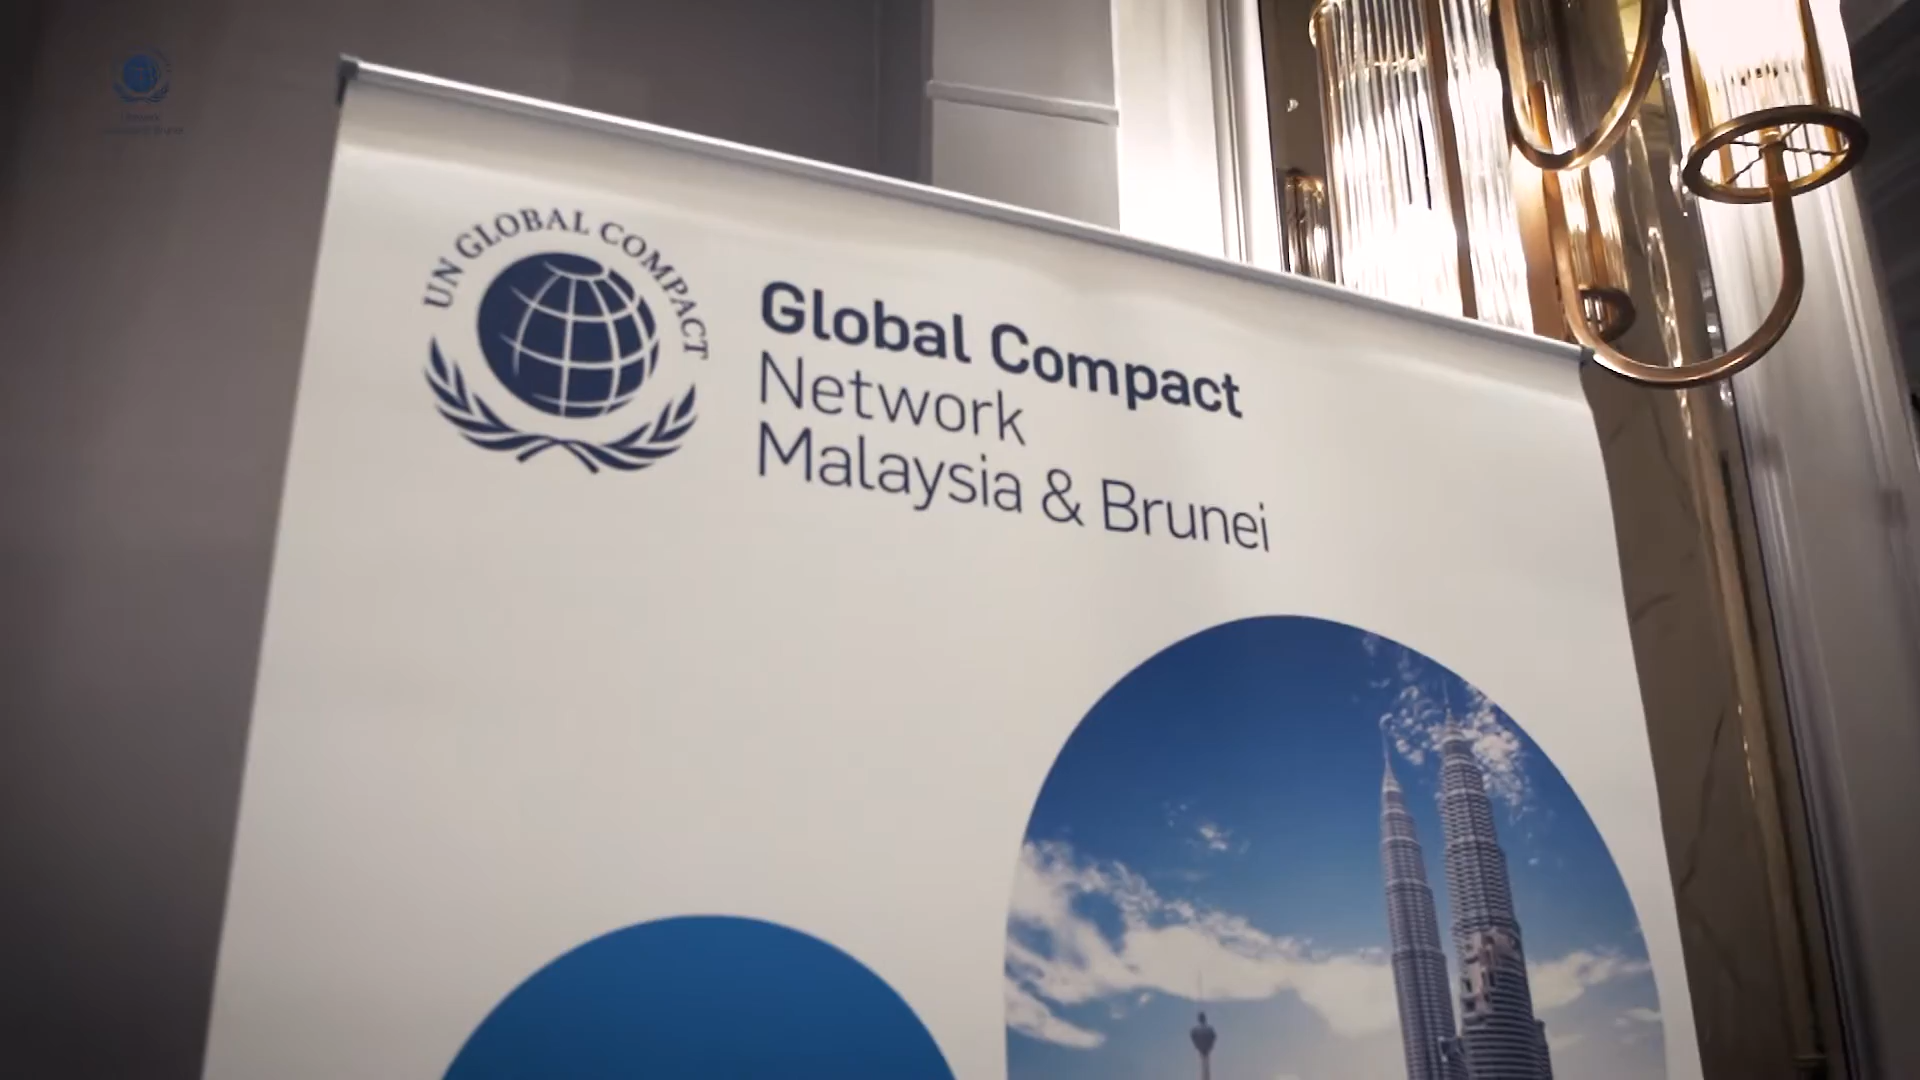 UN GLOBAL COMPACT
Global Compact
Network
Malaysia & Brunei